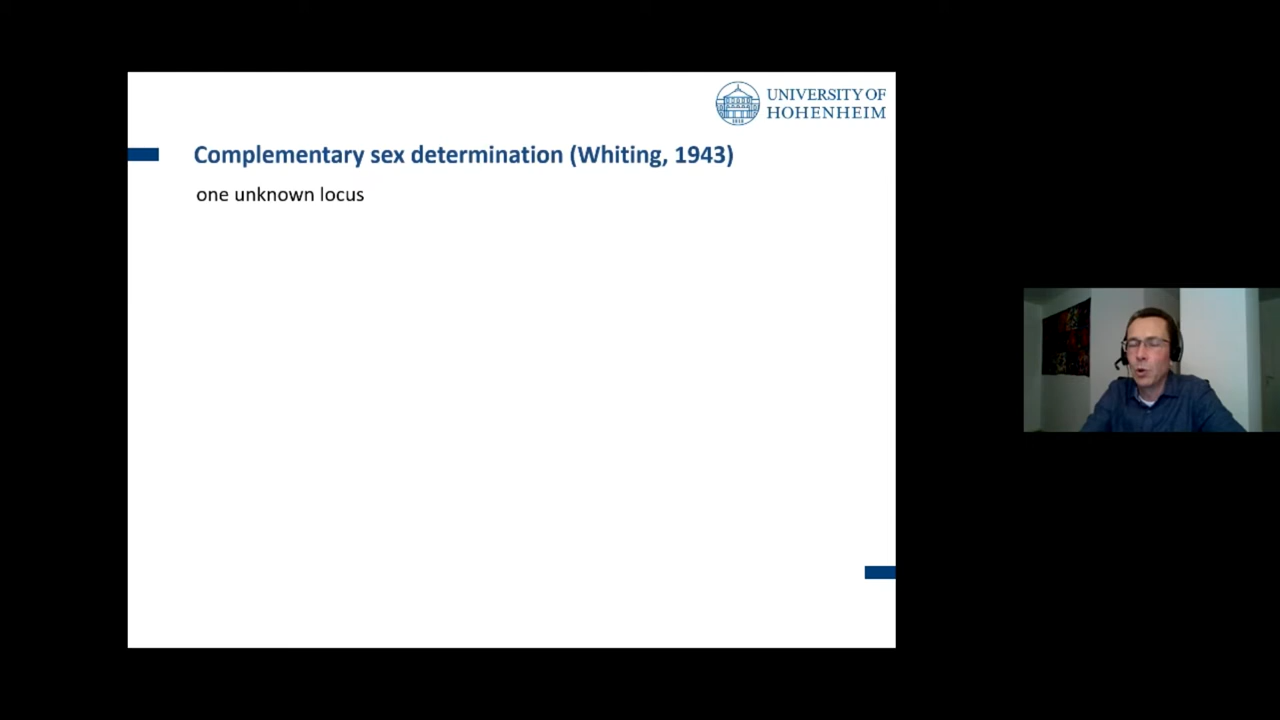 UNIVERSITY OF
HOHENHEIM
Complementary sex determination (Whiting, 1943)
one unknown locus